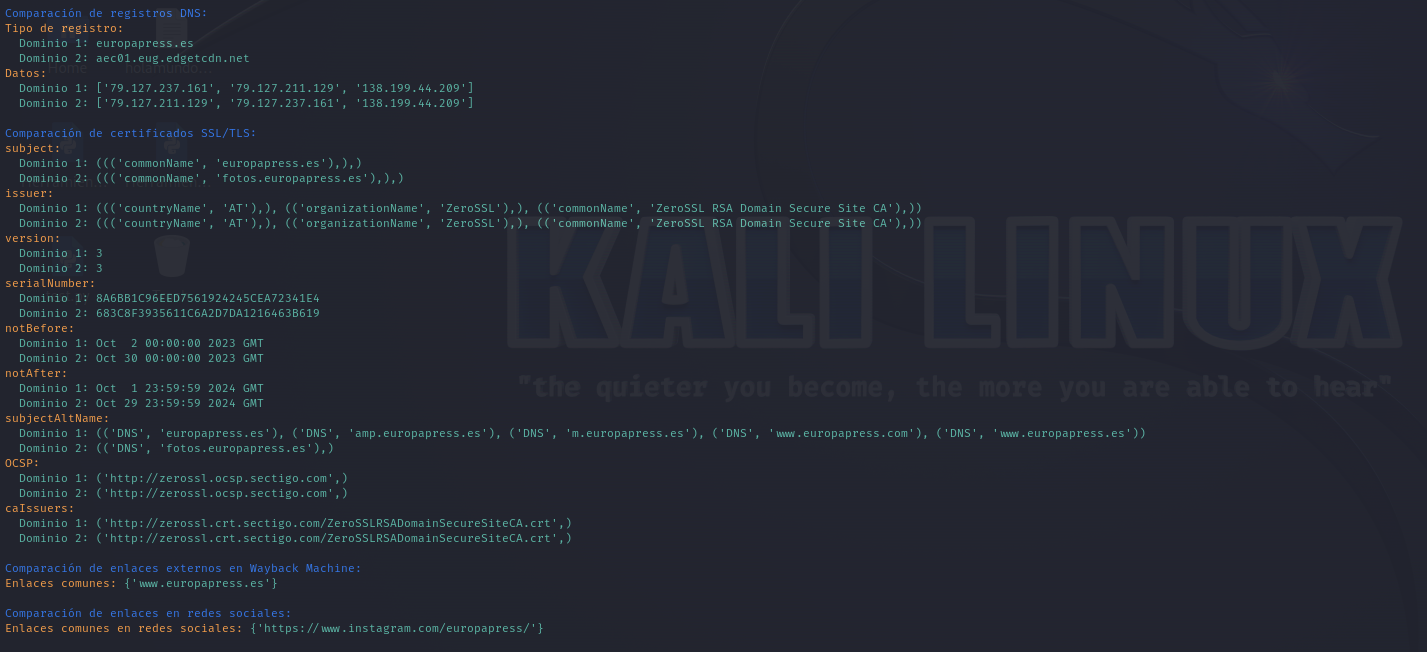 Comparación de registros DNS:
Tipo de registro:
  Dominio 1: europapress.es
  Dominio 2: aec01.eug.edgetcdn.net
Datos:
  Dominio 1: ['79.127.237.161', '79.127.211.129', '138.199.44.209']
  Dominio 2: ['79.127.211.129', '79.127.237.161', '138.199.44.209']

Comparación de certificados SSL/TLS:
subject:
  Dominio 1: ((('commonName', 'europapress.es'),),)
  Dominio 2: ((('commonName', 'fotos.europapress.es'),),)
issuer:
  Dominio 1: ((('countryName', 'AT'),), (('organizationName', 'ZeroSSL'),), (('commonName', 'ZeroSSL RSA Domain Secure Site CA'),))
  Dominio 2: ((('countryName', 'AT'),), (('organizationName', 'ZeroSSL'),), (('commonName', 'ZeroSSL RSA Domain Secure Site CA'),))
version:
  Dominio 1: 3
  Dominio 2: 3
serialNumber:
  Dominio 1: 8A6BB1C96EED7561924245CEA72341E4
  Dominio 2: 683C8F3935611C6A2D7DA1216463B619
notBefore:
  Dominio 1: Oct  2 00:00:00 2023 GMT
  Dominio 2: Oct 30 00:00:00 2023 GMT
notAfter:
  Dominio 1: Oct  1 23:59:59 2024 GMT
  Dominio 2: Oct 29 23:59:59 2024 GMT
subjectAltName:
  Dominio 1: (('DNS', 'europapress.es'), ('DNS', 'amp.europapress.es'), ('DNS', 'm.europapress.es'), ('DNS', 'www.europapress.com'), ('DNS', 'www.europapress.es'))
  Dominio 2: (('DNS', 'fotos.europapress.es'),)
OCSP:
  Dominio 1: ('http://zerossl.ocsp.sectigo.com',)
  Dominio 2: ('http://zerossl.ocsp.sectigo.com',)
caIssuers:
  Dominio 1: ('http://zerossl.crt.sectigo.com/ZeroSSLRSADomainSecureSiteCA.crt',)
  Dominio 2: ('http://zerossl.crt.sectigo.com/ZeroSSLRSADomainSecureSiteCA.crt',)

Comparación de enlaces externos en Wayback Machine:
Enlaces comunes: {'www.europapress.es'}

Comparación de enlaces en redes sociales:
Enlaces comunes en redes sociales: {'https://www.instagram.com/europapress/'}
KALI LINUX
"the quieter you become, the more you are able to hear"
Home